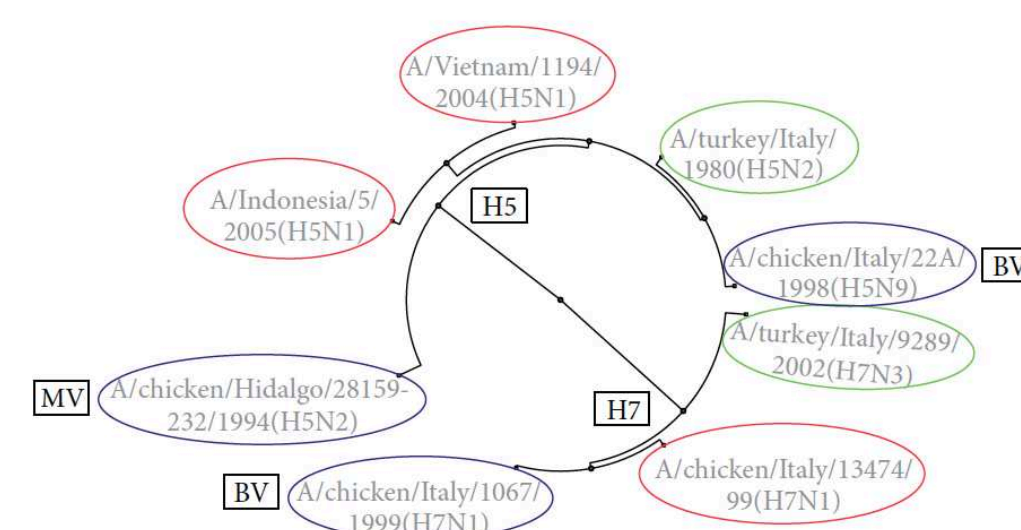 A/Vietnam/1194/
2004(H5N1)
A/turkey/Italy/
1980(H5N2)
A/Indonesia/5/
2005(H5N1)
H5
A/chicken/Italy/22A/
1998(H5N9)
BV
A/turkey/Italy/9289/
2002(H7N3)
MV
A/chicken/Hidalgo/28159-
232/1994(H5N2)
H7
A/chicken/Italy/13474/
99(H7N1)
BV
A/chicken/Italy/1067/
1999(H7N1)